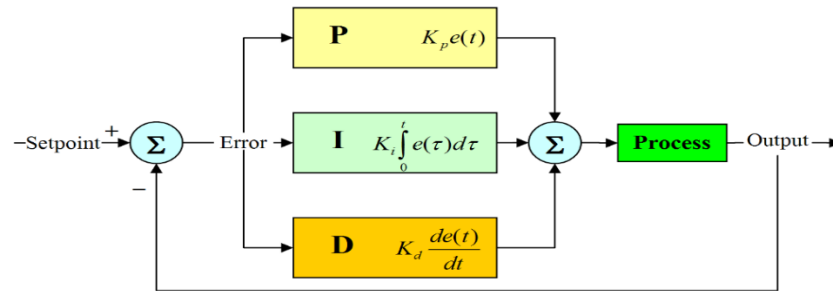 P K_p e(t)
Setpoint + Σ Error I K_i ∫_0^t e(τ)dτ Σ Process Output
−
D K_d de(t)/dt